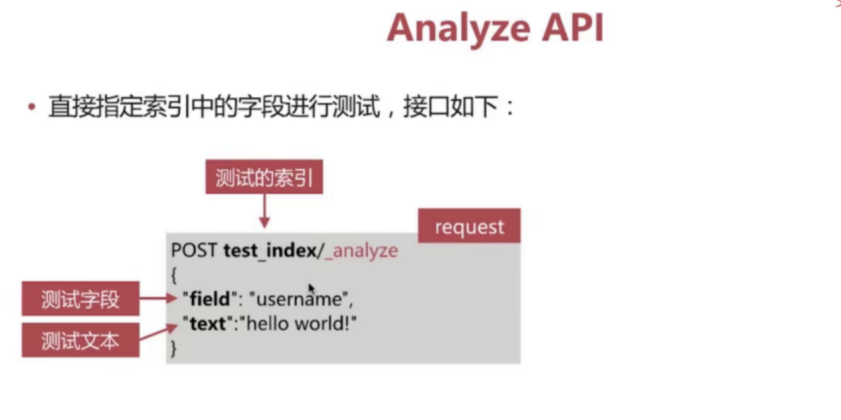 Analyze API
• 直接指定索引中的字段进行测试，接口如下：
测试的索引
request
POST test_index/_analyze
{
测试字段
"field": "username",
"text":"hello world!"
测试文本
}